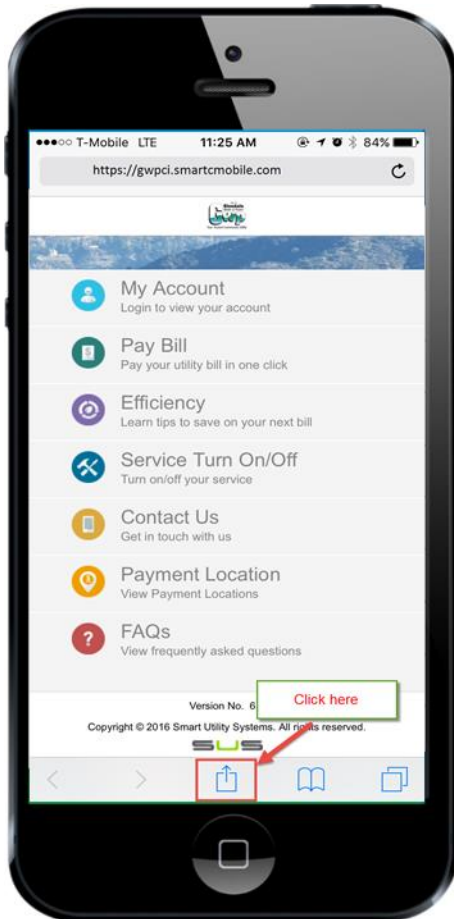 T-Mobile LTE 11:25 AM 84%
https://gwpci.smartcmobile.com
My Account
Login to view your account
Pay Bill
Pay your utility bill in one click
Efficiency
Learn tips to save on your next bill
Service Turn On/Off
Turn on/off your service
Contact Us
Get in touch with us
Payment Location
View Payment Locations
FAQs
View frequently asked questions
Version No. 6
Click here
Copyright © 2016 Smart Utility Systems. All rights reserved.
SUS